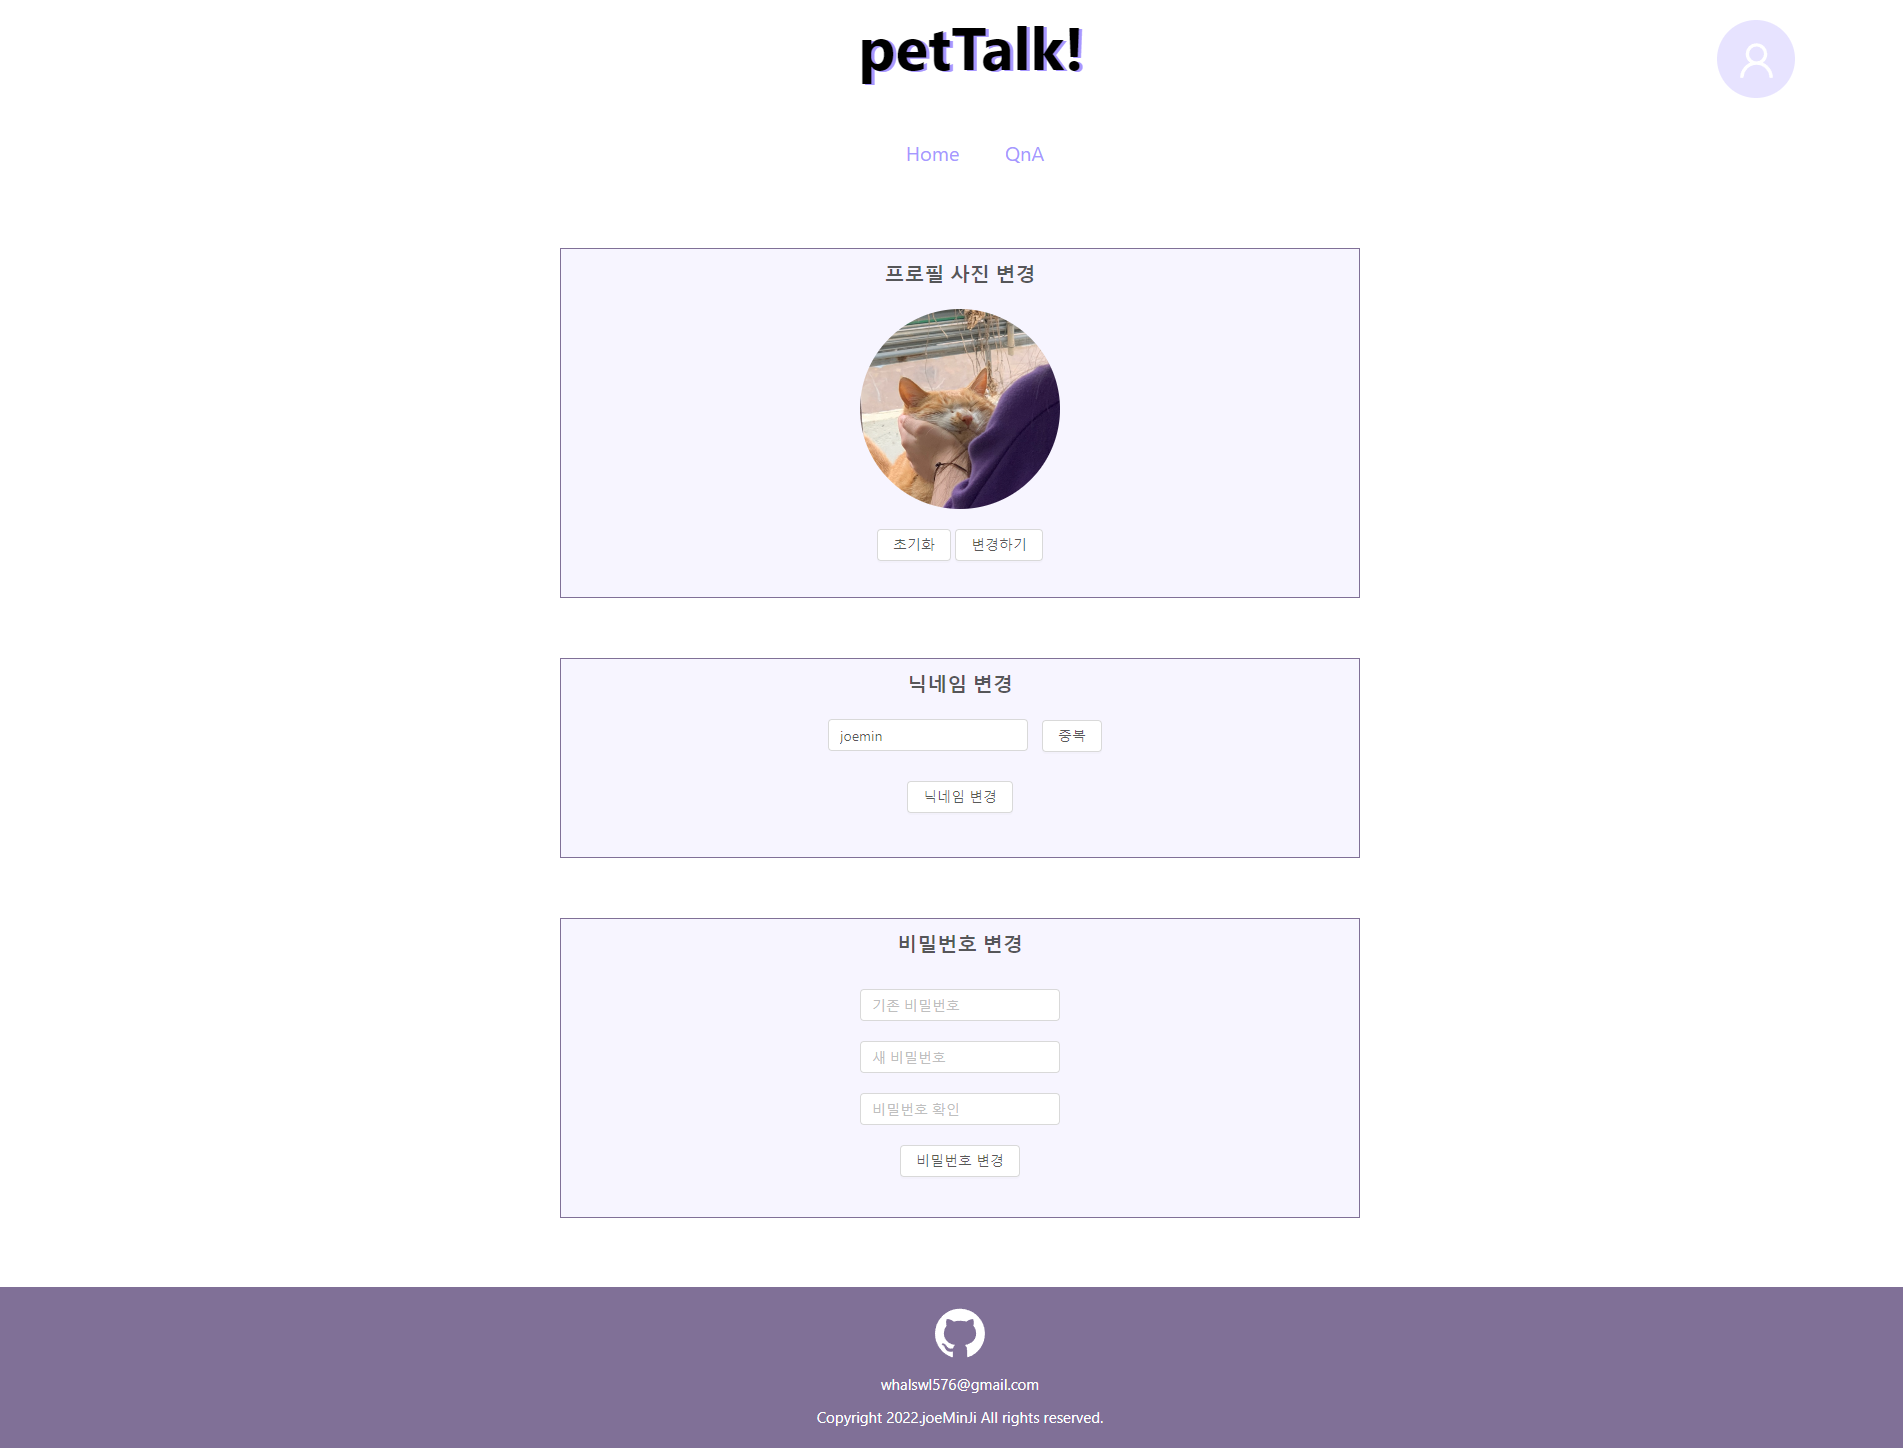 petTalk!
Home QnA
프로필 사진 변경
초기화 변경하기
닉네임 변경
joemin 중복
닉네임 변경
비밀번호 변경
기존 비밀번호
새 비밀번호
비밀번호 확인
비밀번호 변경
whalswl576@gmail.com
Copyright 2022.joeMinJi All rights reserved.